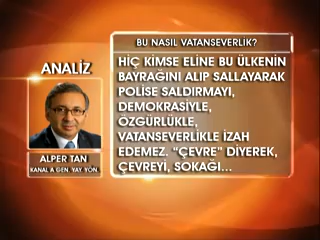 BU NASIL VATANSEVERLİK?
ANALİZ
HİÇ KİMSE ELİNE BU ÜLKENİN
BAYRAĞINI ALIP SALLAYARAK
POLİSE SALDIRMAYI,
DEMOKRASİYLE,
ÖZGÜRLÜKLE,
VATANSEVERLİKLE İZAH
EDEMEZ. “ÇEVRE” DİYEREK,
ÇEVREYİ, SOKAĞI...
ALPER TAN
KANAL A GEN. YAY. YÖN.